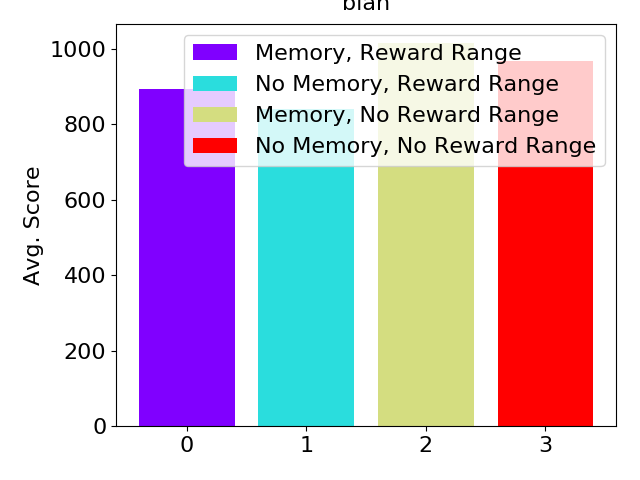 blah
Avg. Score
1000
800
600
400
200
0
Memory, Reward Range
No Memory, Reward Range
Memory, No Reward Range
No Memory, No Reward Range
0 1 2 3